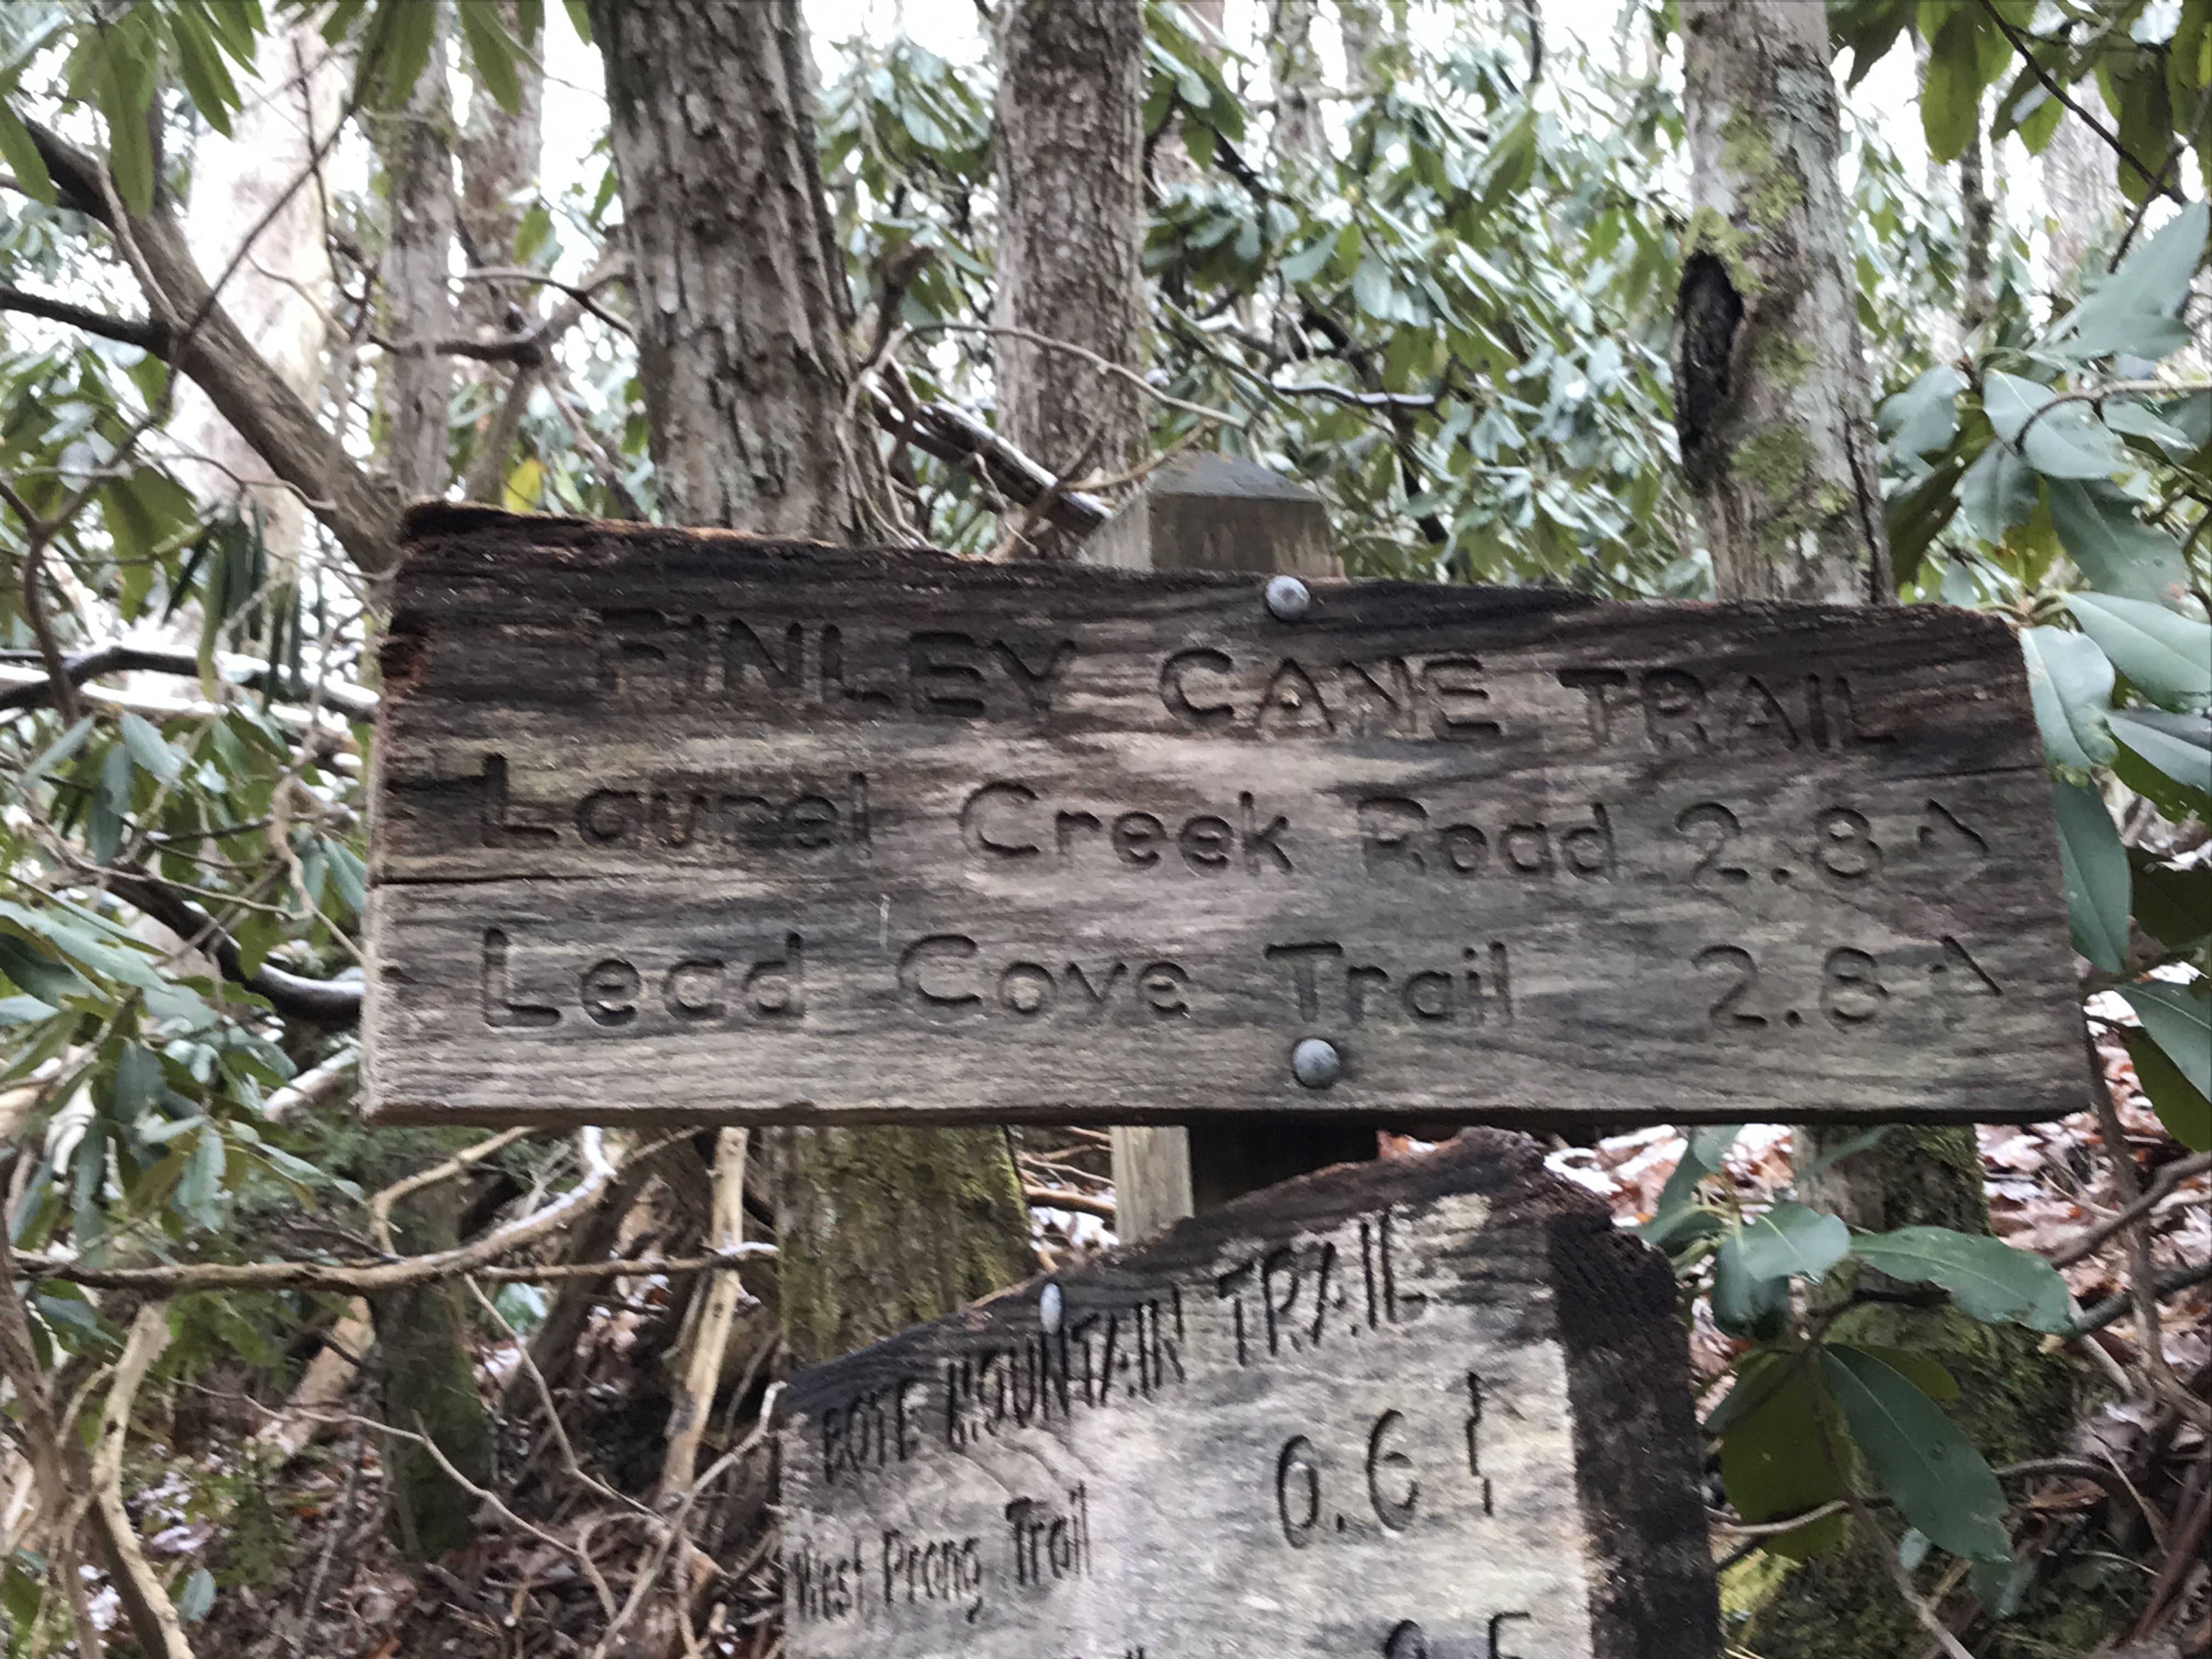 FINLEY CANE TRAIL
Laurel Creek Road 2.8
Lead Cove Trail 2.8
BOTE MOUNTAIN TRAIL
West Prong Trail 0.6